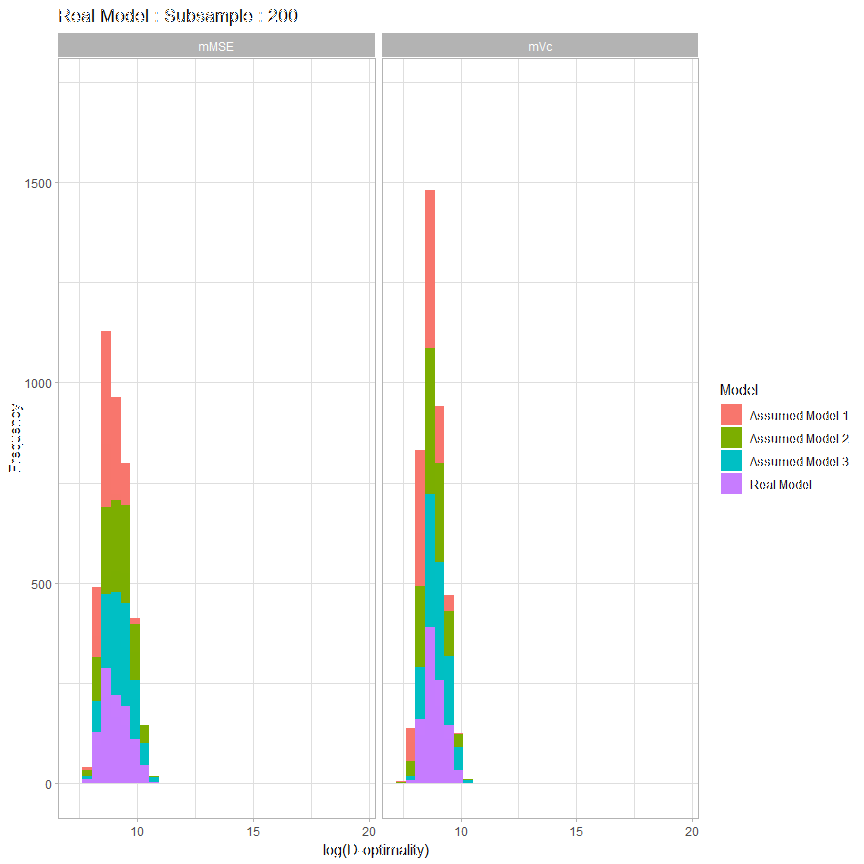 Real Model : Subsample : 200
mMSE
mVc
1500
1000
500
0
Frequency
10
15
20
10
15
20
log(D-optimality)
Model
Assumed Model 1
Assumed Model 2
Assumed Model 3
Real Model